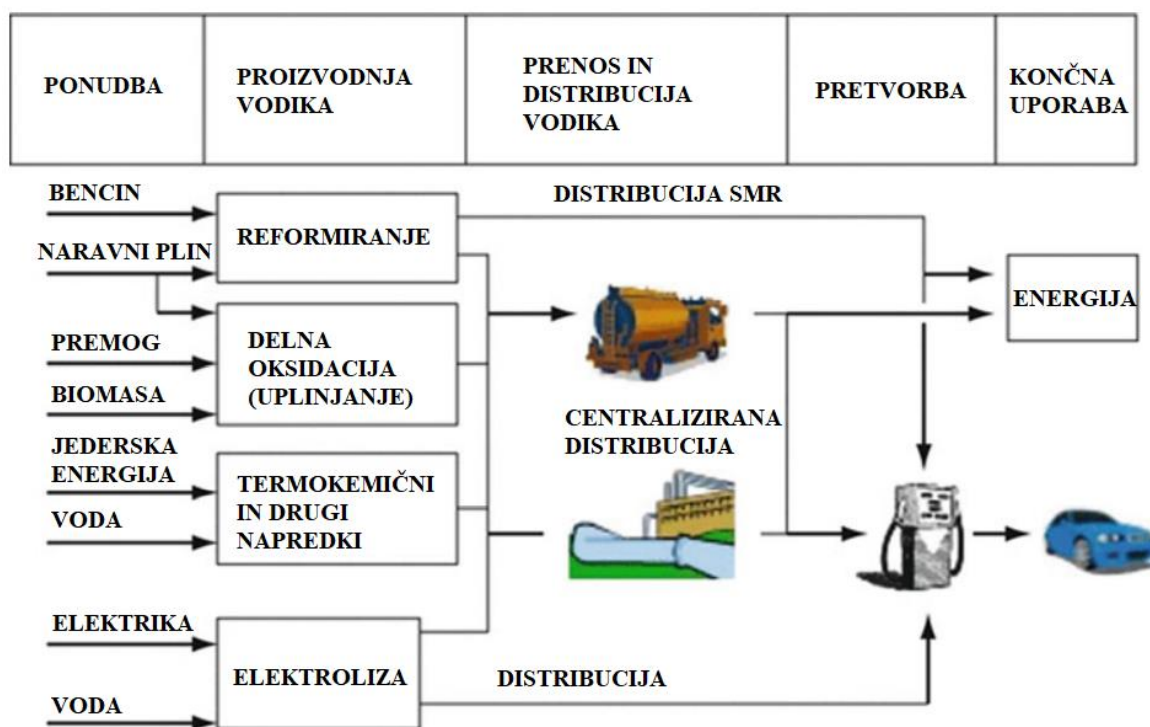 PONUDBA
PROIZVODNJA
VODIKA
PRENOS IN
DISTRIBUCIJA
VODIKA
PRETVORBA
KONČNA
UPORABA
BENCIN
NARAVNI PLIN
PREMOG
BIOMASA
JEDERSKA
ENERGIJA
VODA
ELEKTRIKA
VODA
REFORMIRANJE
DELNA
OKSIDACIJA
(UPLINJANJE)
TERMOKEMIČNI
IN DRUGI
NAPREDKI
ELEKTROLIZA
DISTRIBUCIJA SMR
CENTRALIZIRANA
DISTRIBUCIJA
DISTRIBUCIJA
ENERGIJA